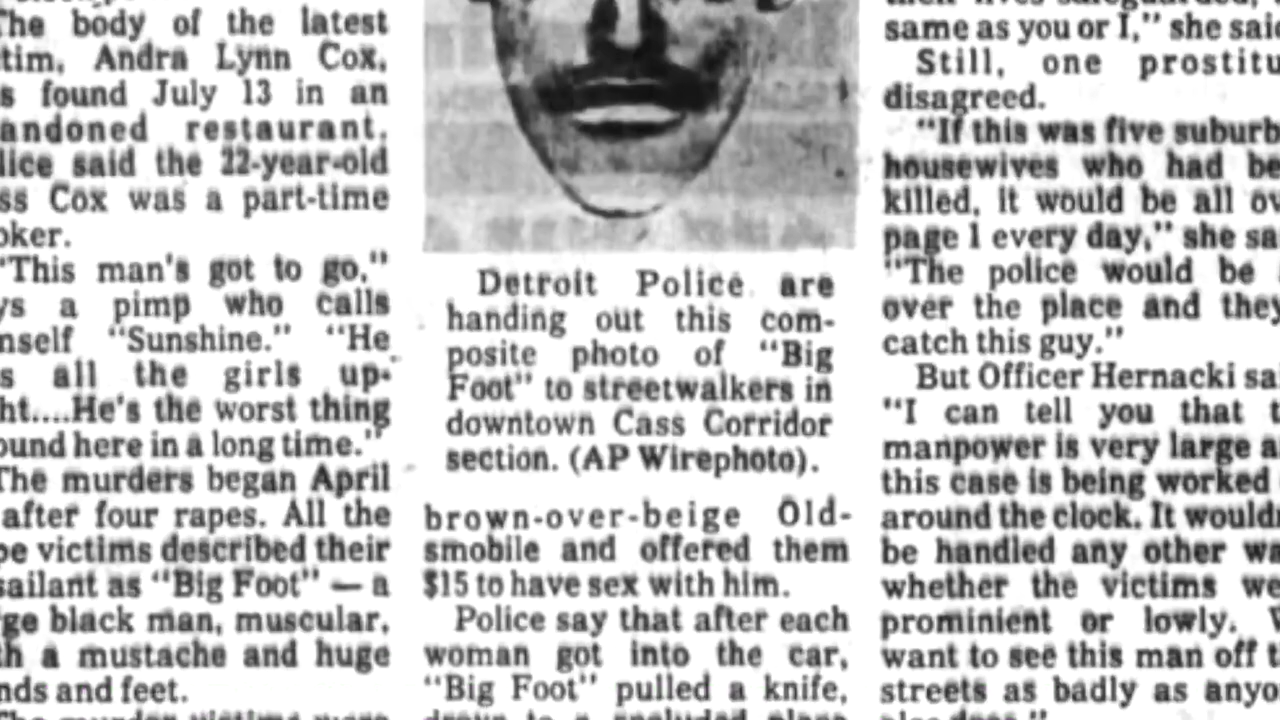 The body of the latest
tim, Andra Lynn Cox,
s found July 13 in an
andoned restaurant.
lice said the 22-year-old
ss Cox was a part-time
oker.
"This man's got to go,"
ys a pimp who calls
mself "Sunshine." "He
s all the girls up-
ht....He's the worst thing
ound here in a long time."
The murders began April
after four rapes. All the
pe victims described their
sailant as "Big Foot" — a
ge black man, muscular,
th a mustache and huge
nds and feet.
Detroit Police are
handing out this com-
posite photo of "Big
Foot" to streetwalkers in
downtown Cass Corridor
section. (AP Wirephoto).
brown-over-beige Old-
smobile and offered them
$15 to have sex with him.
Police say that after each
woman got into the car,
"Big Foot" pulled a knife,
same as you or I," she said
Still, one prostitu
disagreed.
"If this was five suburb
housewives who had be
killed, it would be all ov
page 1 every day," she sa
"The police would be
over the place and they
catch this guy."
But Officer Hernacki sai
"I can tell you that t
manpower is very large a
this case is being worked
around the clock. It would
be handled any other wa
whether the victims we
prominient or lowly. W
want to see this man off t
streets as badly as anyo